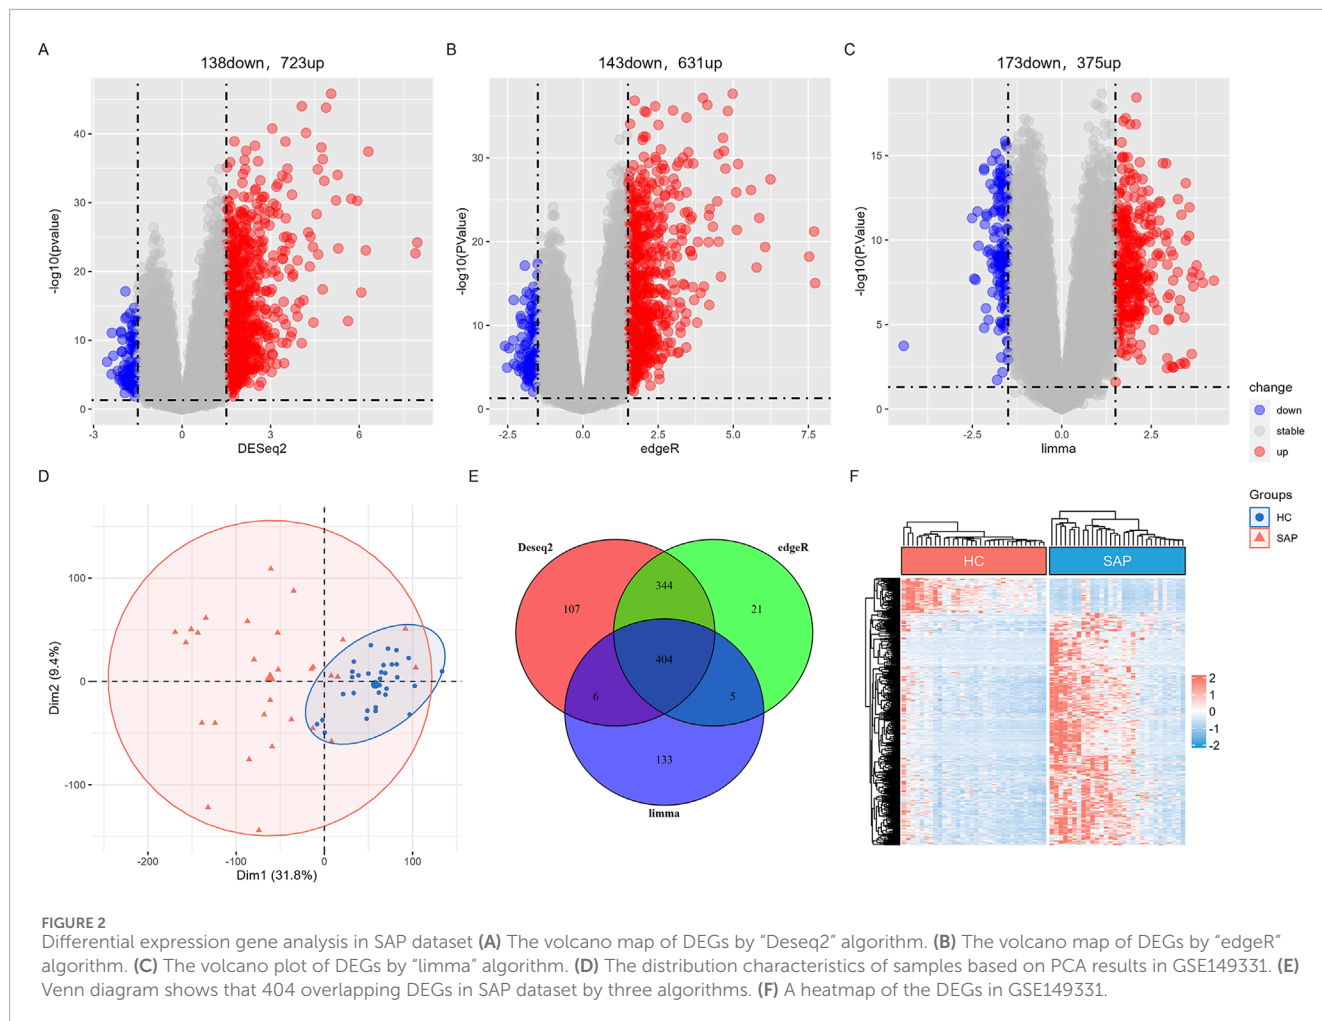 A
138down, 723up
-log10(pvalue)
40
30
20
10
0
-3
0
3
6
DESeq2
B
143down, 631up
-log10(PValue)
30
20
10
0
-2.5
0.0
2.5
5.0
7.5
edgeR
C
173down, 375up
-log10(P.Value)
15
10
5
0
-2.5
0.0
2.5
limma
change
down
stable
up
Groups
HC
SAP
D
Dim2 (9.4%)
100
0
-100
-200
-100
0
100
Dim1 (31.8%)
E
Deseq2
edgeR
344
107
21
404
6
5
133
limma
F
HC
SAP
2
1
0
-1
-2
FIGURE 2
Differential expression gene analysis in SAP dataset (A) The volcano map of DEGs by “Deseq2” algorithm. (B) The volcano map of DEGs by “edgeR”
algorithm. (C) The volcano plot of DEGs by “limma” algorithm. (D) The distribution characteristics of samples based on PCA results in GSE149331. (E)
Venn diagram shows that 404 overlapping DEGs in SAP dataset by three algorithms. (F) A heatmap of the DEGs in GSE149331.